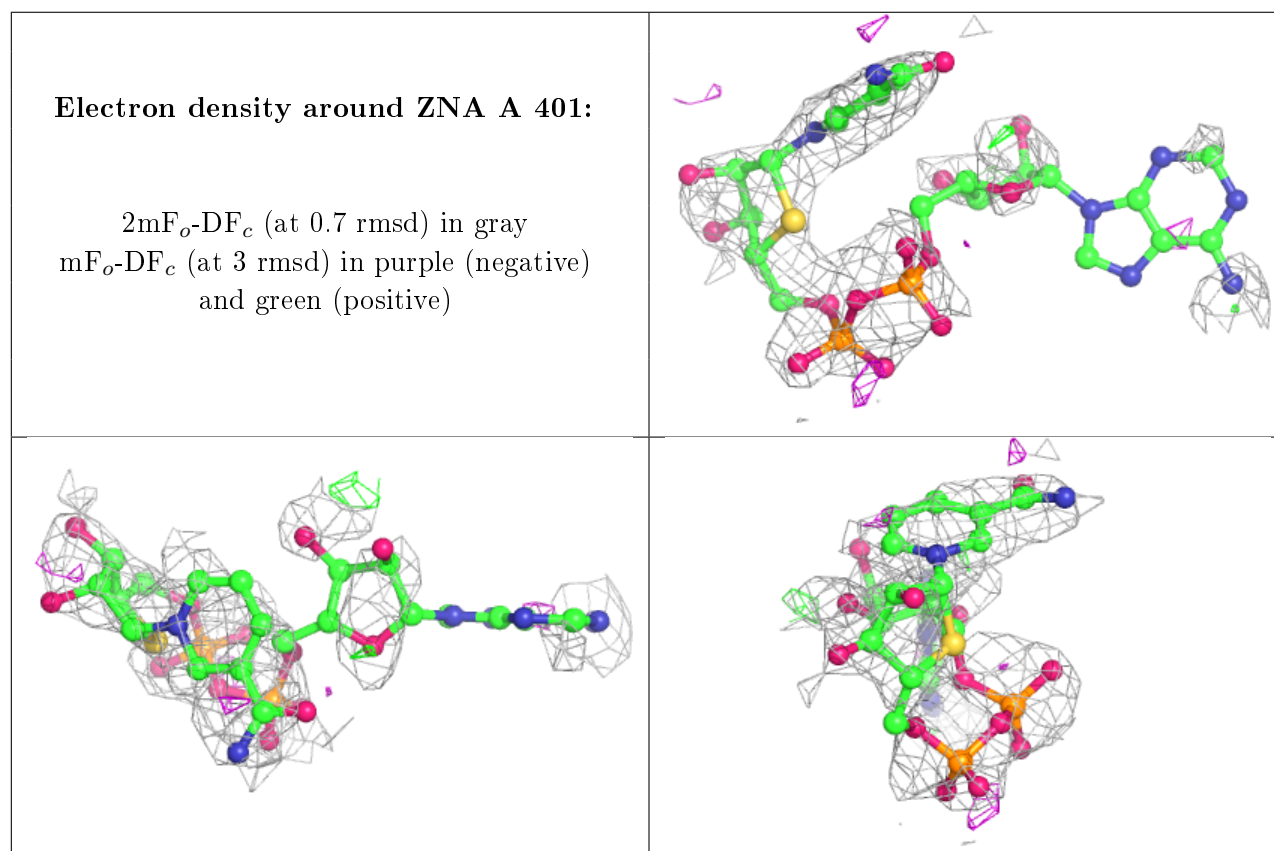 Electron density around ZNA A 401:
2mFₒ-DF𝒸 (at 0.7 rmsd) in gray
mFₒ-DF𝒸 (at 3 rmsd) in purple (negative)
and green (positive)